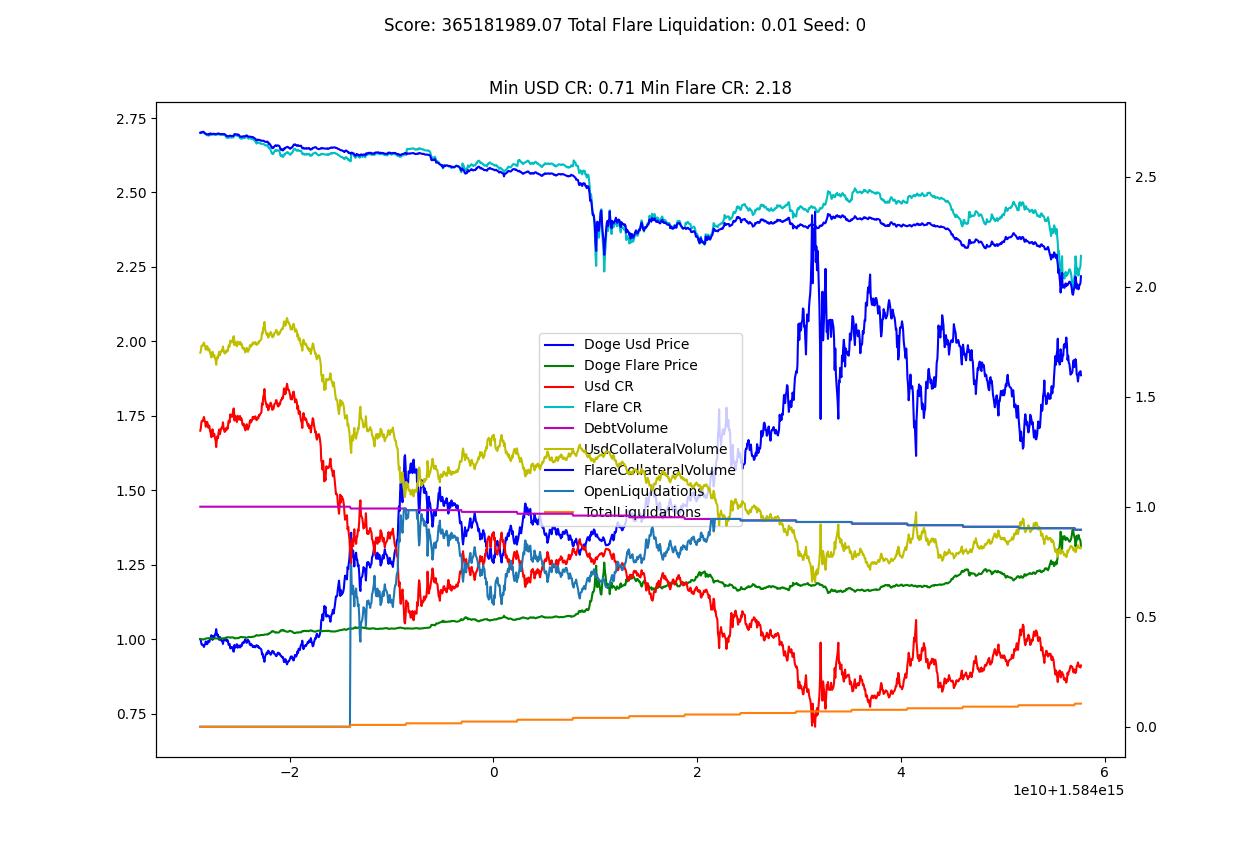 Score: 365181989.07 Total Flare Liquidation: 0.01 Seed: 0
Min USD CR: 0.71 Min Flare CR: 2.18
2.75
2.50
2.25
2.00
1.75
1.50
1.25
1.00
0.75
2.5
2.0
1.5
1.0
0.5
0.0
Doge Usd Price
Doge Flare Price
Usd CR
Flare CR
DebtVolume
UsdCollateralVolume
FlareCollateralVolume
OpenLiquidations
TotalLiquidations
−2 0 2 4 6
1e10+1.584e15